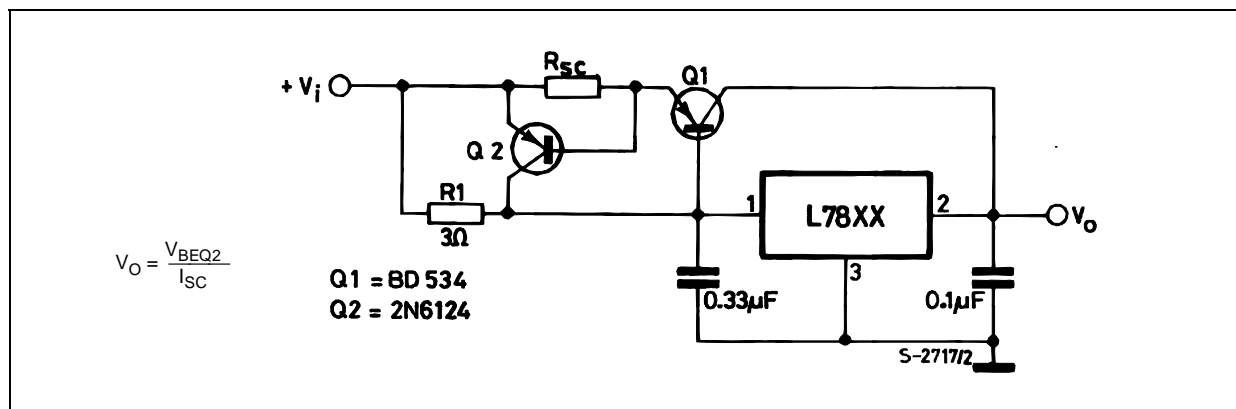 Rsc
Q1
+ Vi
Q 2
R1
3Ω
1
L78XX
2
Vo
3
VO = VBEQ2 / ISC
Q1 = BD 534
Q2 = 2N6124
0.33µF
0.1µF
S-2717/2